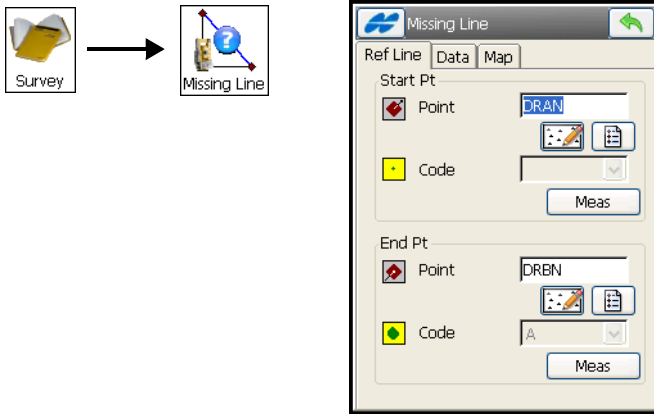 Survey
Missing Line
Missing Line
Ref Line Data Map
Start Pt
Point DRAN
Code
Meas
End Pt
Point DRBN
Code A
Meas